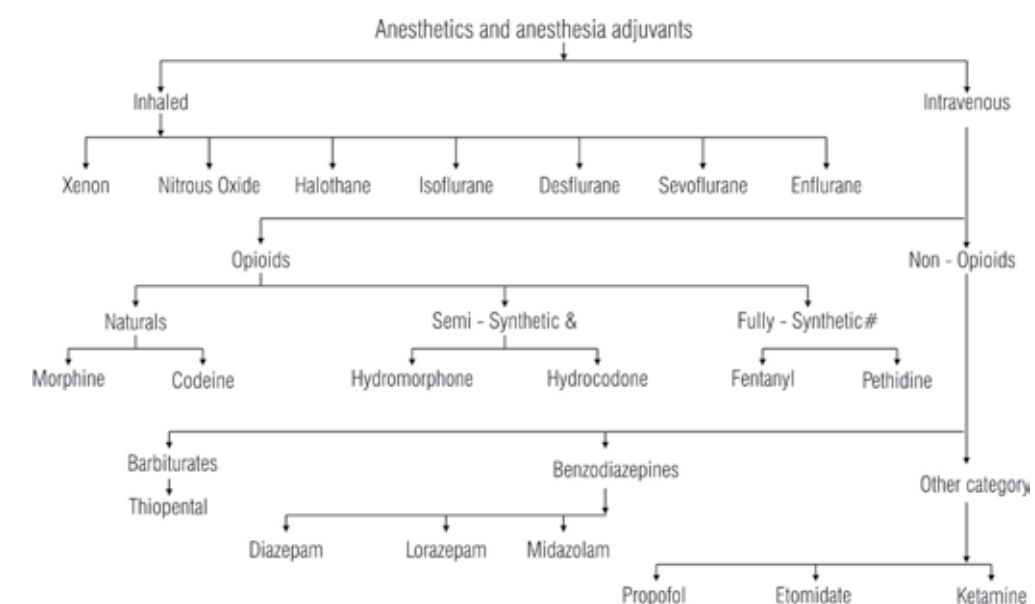 Anesthetics and anesthesia adjuvants
Inhaled Intravenous
Xenon Nitrous Oxide Halothane Isoflurane Desflurane Sevoflurane Enflurane
Opioids Non - Opioids
Naturals Semi - Synthetic & Fully - Synthetic#
Morphine Codeine Hydromorphone Hydrocodone Fentanyl Pethidine
Barbiturates Benzodiazepines Other category
Thiopental
Diazepam Lorazepam Midazolam
Propofol Etomidate Ketamine